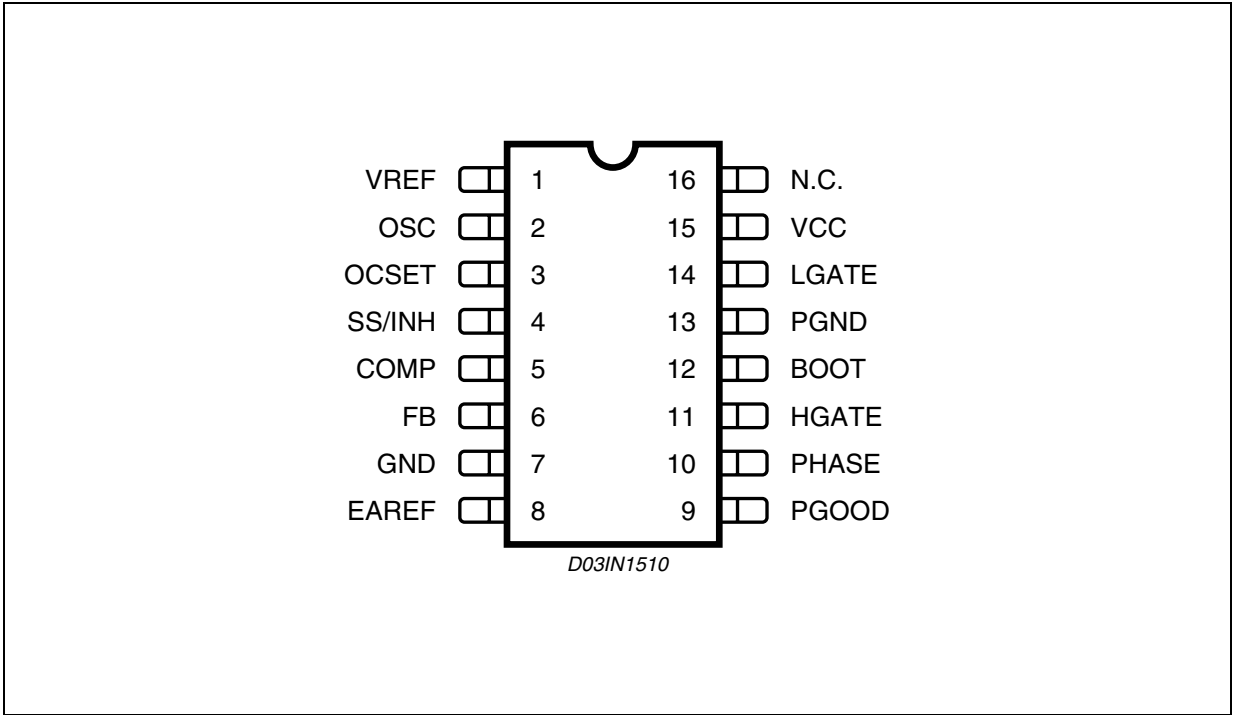 VREF 1 16 N.C.
OSC 2 15 VCC
OCSET 3 14 LGATE
SS/INH 4 13 PGND
COMP 5 12 BOOT
FB 6 11 HGATE
GND 7 10 PHASE
EAREF 8 9 PGOOD
D03IN1510